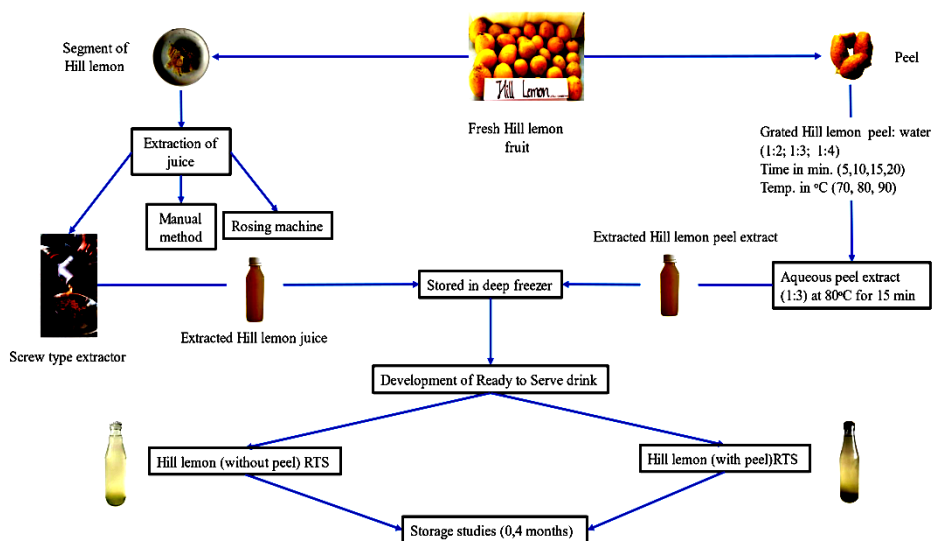 Segment of
Hill lemon
Hill Lemon
Peel
Fresh Hill lemon
fruit
Extraction of
juice
Grated Hill lemon peel: water
(1:2; 1:3; 1:4)
Time in min. (5,10,15,20)
Temp. in °C (70, 80, 90)
Manual
method
Rosing machine
Extracted Hill lemon peel extract
Stored in deep freezer
Aqueous peel extract
(1:3) at 80°C for 15 min
Extracted Hill lemon juice
Screw type extractor
Development of Ready to Serve drink
Hill lemon (without peel) RTS
Hill lemon (with peel)RTS
Storage studies (0,4 months)